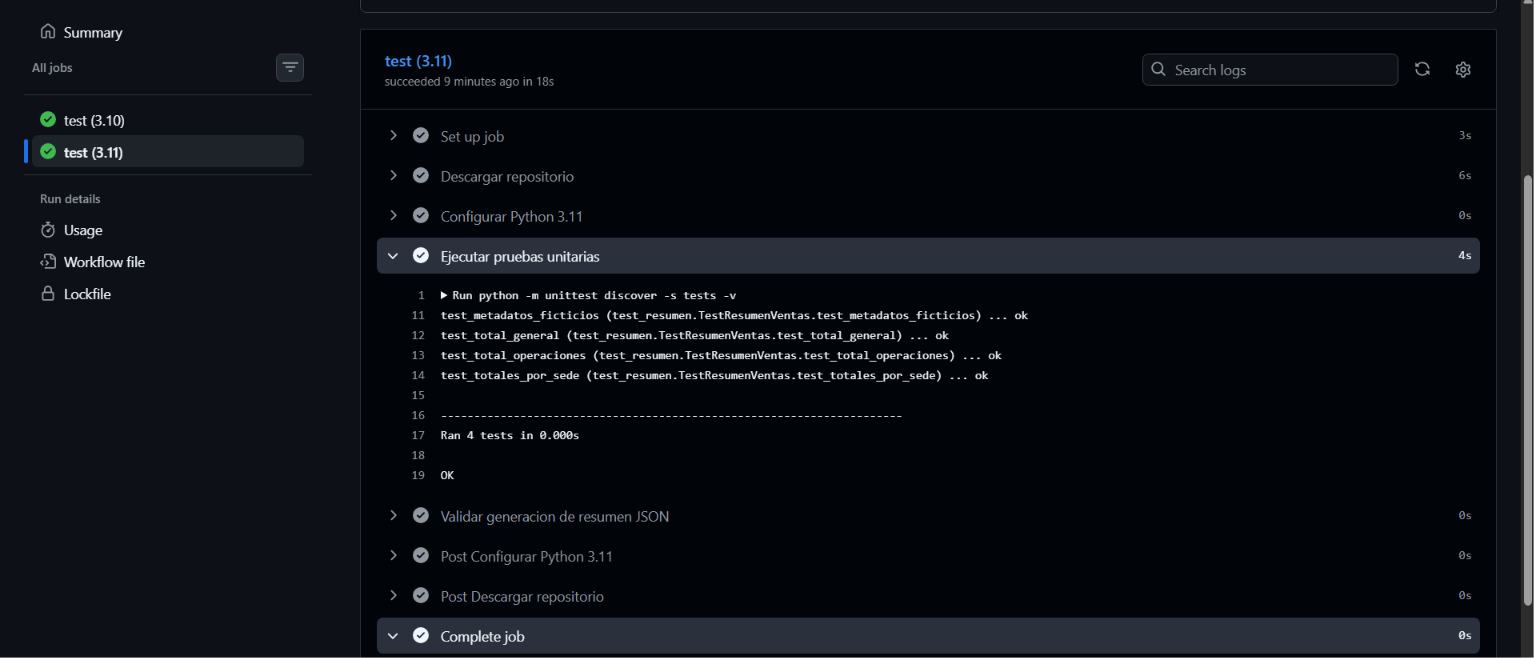 Summary
All jobs
test (3.10)
test (3.11)
Run details
Usage
Workflow file
Lockfile
test (3.11)
succeeded 9 minutes ago in 18s
Search logs
Set up job 3s
Descargar repositorio 6s
Configurar Python 3.11 0s
Ejecutar pruebas unitarias 4s
1 Run python -m unittest discover -s tests -v
11 test_metadatos_ficticios (test_resumen.TestResumenVentas.test_metadatos_ficticios) ... ok
12 test_total_general (test_resumen.TestResumenVentas.test_total_general) ... ok
13 test_total_operaciones (test_resumen.TestResumenVentas.test_total_operaciones) ... ok
14 test_totales_por_sede (test_resumen.TestResumenVentas.test_totales_por_sede) ... ok
15
16 ----------------------------------------------------------------------
17 Ran 4 tests in 0.000s
18
19 OK
Validar generacion de resumen JSON 0s
Post Configurar Python 3.11 0s
Post Descargar repositorio 0s
Complete job 0s